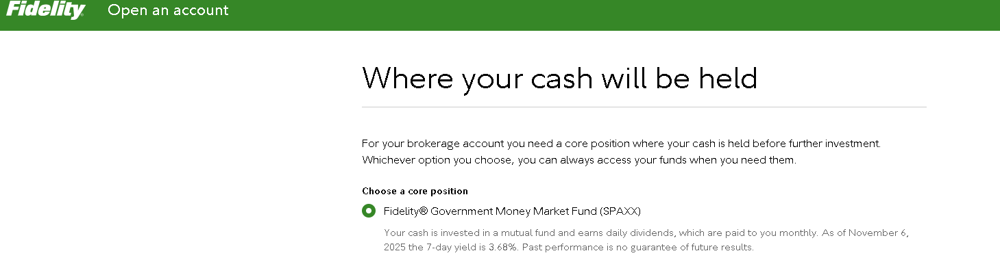 Fidelity
Open an account
Where your cash will be held
For your brokerage account you need a core position where your cash is held before further investment.
Whichever option you choose, you can always access your funds when you need them.
Choose a core position
Fidelity® Government Money Market Fund (SPAXX)
Your cash is invested in a mutual fund and earns daily dividends, which are paid to you monthly. As of November 6,
2025 the 7-day yield is 3.68%. Past performance is no guarantee of future results.